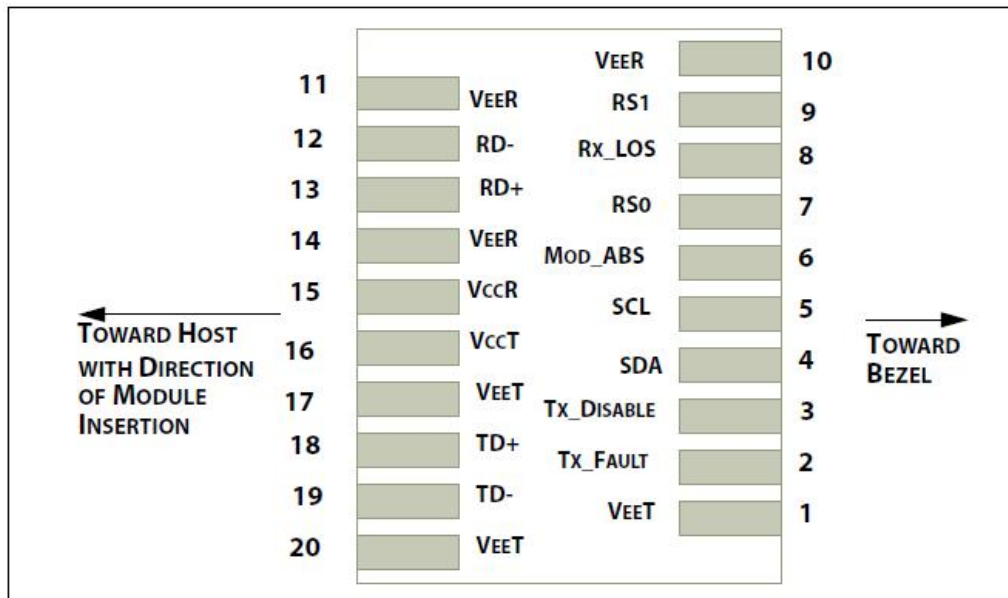 11
VEER
12
RD-
13
RD+
14
VEER
15
VCCR
16
VCCT
17
VEET
18
TD+
19
TD-
20
VEET
TOWARD HOST
WITH DIRECTION
OF MODULE
INSERTION
VEER
10
RS1
9
RX_LOS
8
RS0
7
MOD_ABS
6
SCL
5
SDA
4
TX_DISABLE
3
TX_FAULT
2
VEET
1
TOWARD
BEZEL